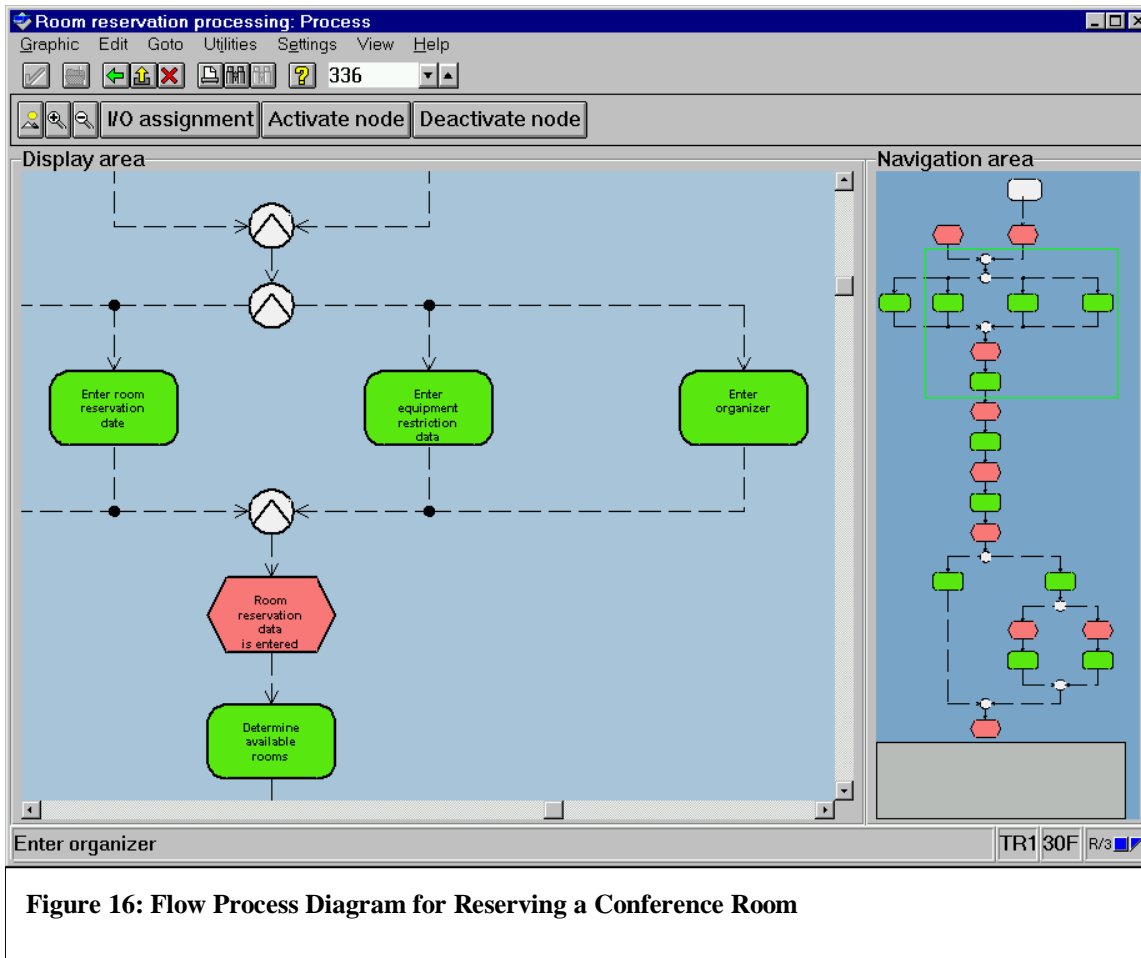 Room reservation processing: Process
Graphic Edit Goto Utilities Settings View Help
336
I/O assignment Activate node Deactivate node
Display area
Navigation area
Enter room
reservation
date
Enter
equipment
restriction
data
Enter
organizer
Room
reservation
data
is entered
Determine
available
rooms
Enter organizer
TR1 30F R/3
Figure 16: Flow Process Diagram for Reserving a Conference Room